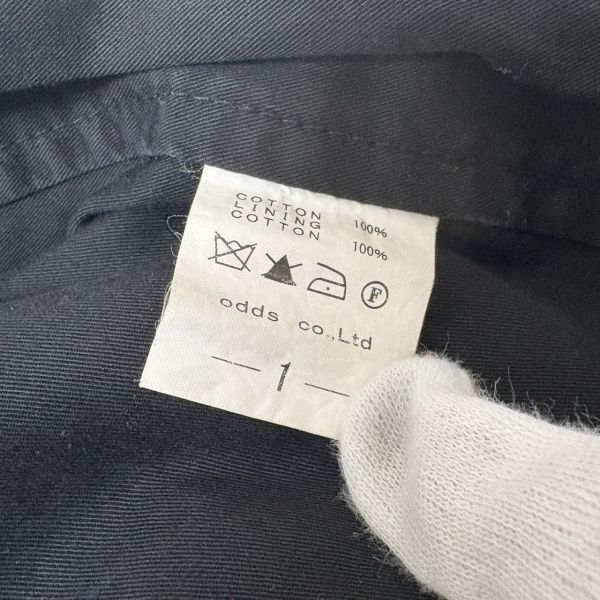 COTTON 100%
LINING
COTTON 100%
F
odds co.,Ltd
— 1 —